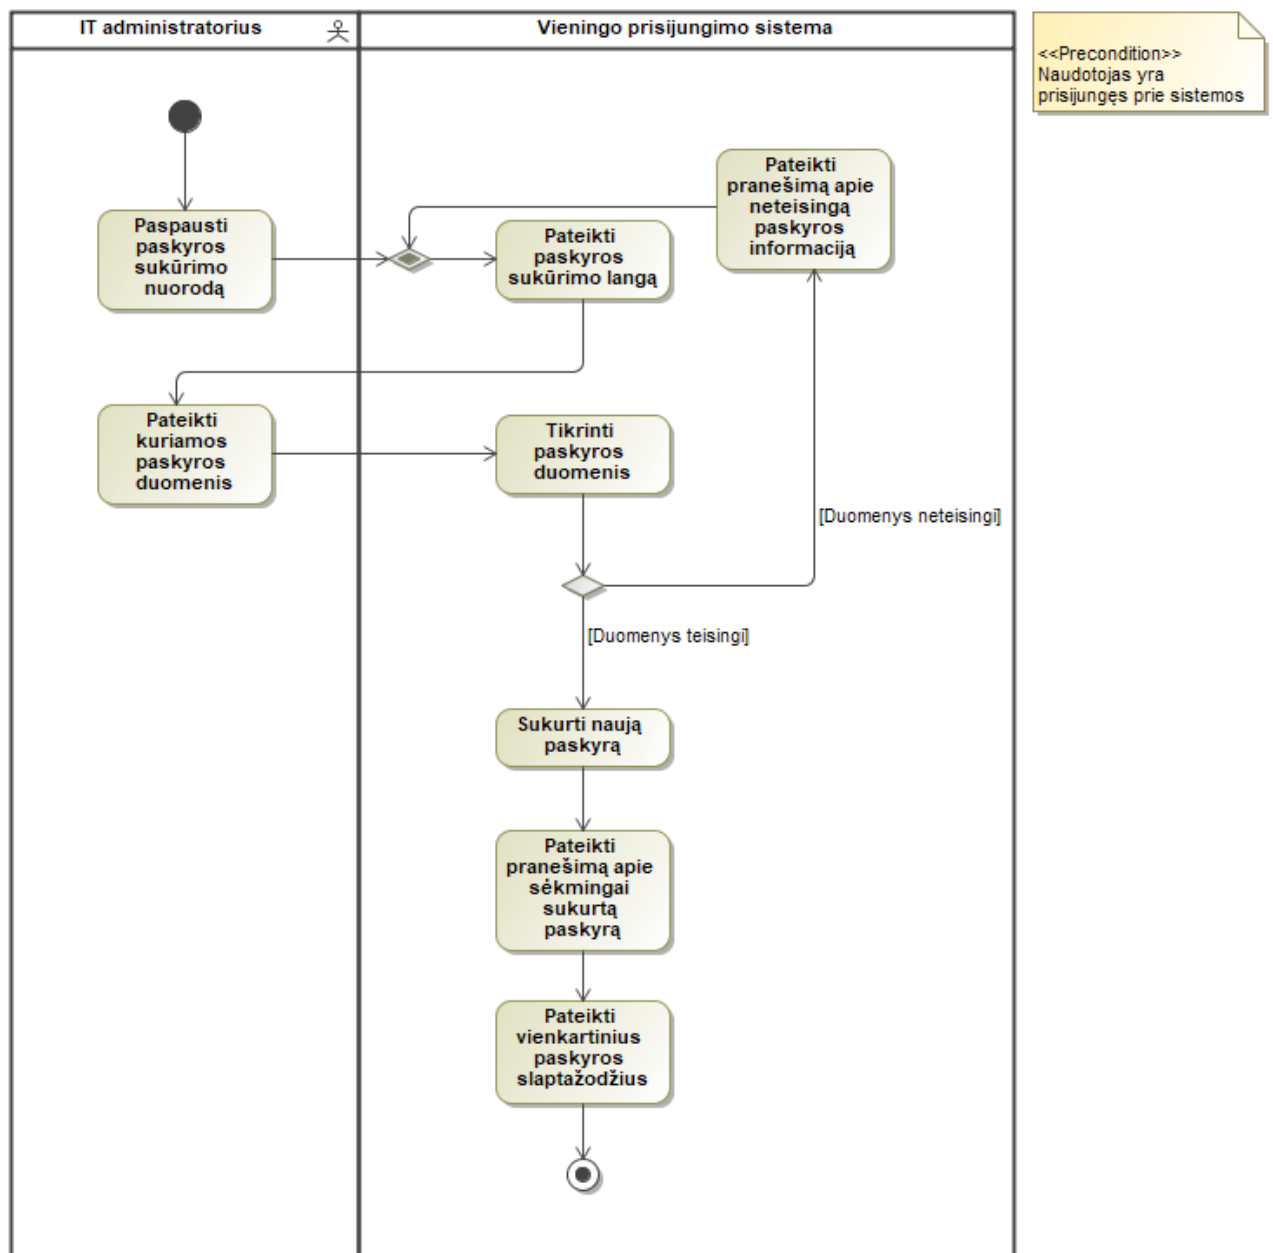 IT administratorius
Vieningo prisijungimo sistema
<<Precondition>>
Naudotojas yra
prisijungęs prie sistemos
Pateikti
pranešimą apie
neteisingą
paskyros
informaciją
Paspausti
paskyros
sukūrimo
nuorodą
Pateikti
paskyros
sukūrimo langą
Pateikti
kuriamos
paskyros
duomenis
Tikrinti
paskyros
duomenis
[Duomenys neteisingi]
[Duomenys teisingi]
Sukurti naują
paskyrą
Pateikti
pranešimą apie
sėkmingai
sukurtą
paskyrą
Pateikti
vienkartinius
paskyros
slaptažodžius